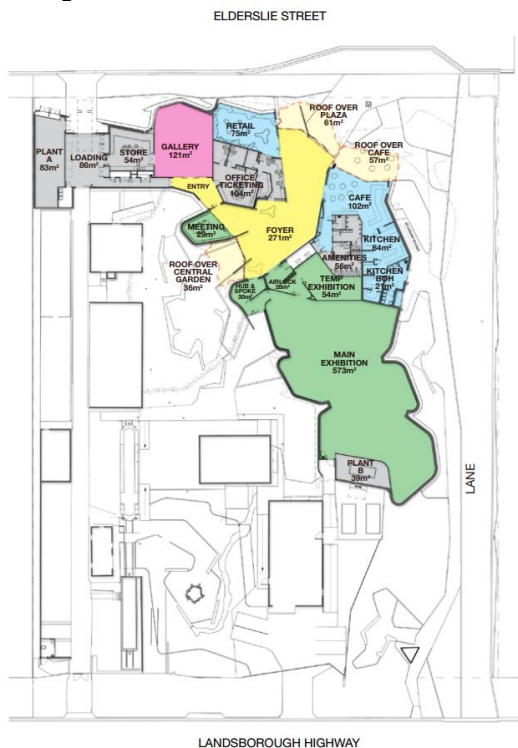 ELDERSLIE STREET
ROOF OVER
PLAZA
61m²
RETAIL
75m²
PLANT
A
83m²
LOADING
86m²
STORE
54m²
GALLERY
121m²
ROOF OVER
CAFE
57m²
OFFICE/
TICKETING
104m²
ENTRY
CAFE
102m²
MEETING
29m²
FOYER
271m²
KITCHEN
64m²
AMENITIES
56m²
ROOF OVER
CENTRAL
GARDEN
36m²
KITCHEN
BOH
21m²
HUB &
SPOKE
30m²
AIRLOCK
26m²
TEMP
EXHIBITION
54m²
MAIN
EXHIBITION
573m²
PLANT
B
39m²
LANE
LANDSBOROUGH HIGHWAY